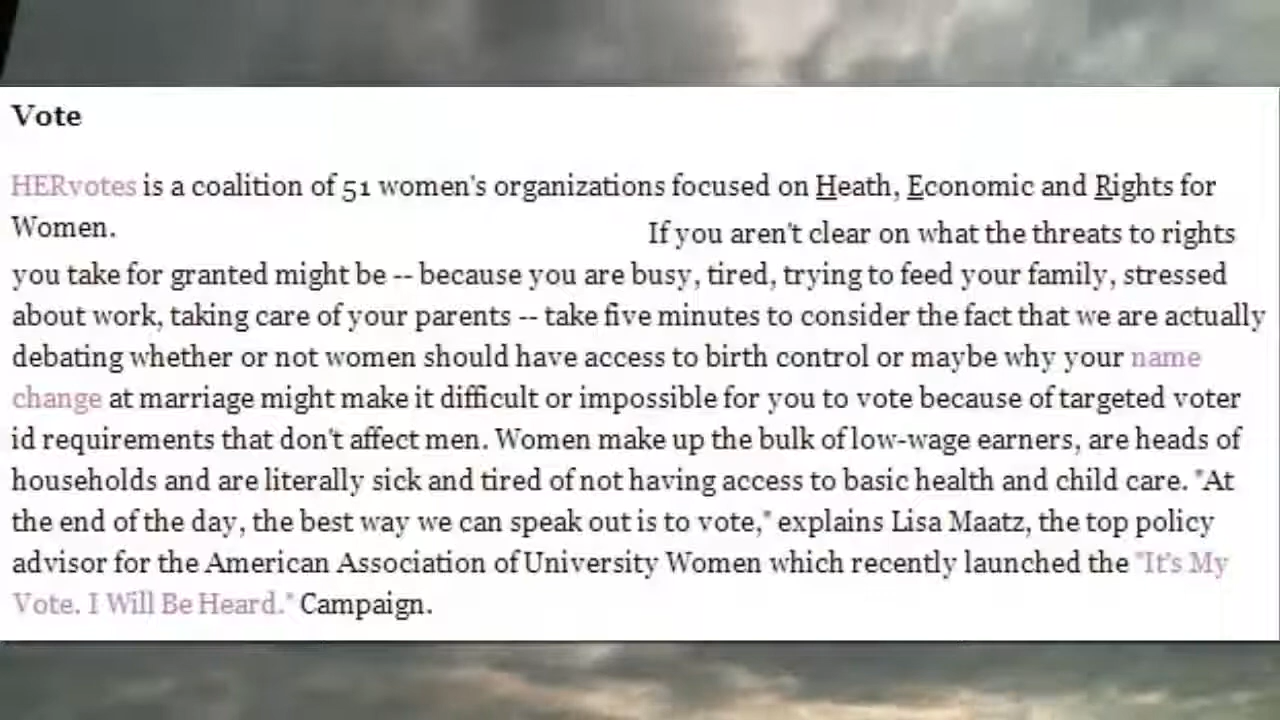 Vote
HERvotes is a coalition of 51 women's organizations focused on Heath, Economic and Rights for
Women. If you aren't clear on what the threats to rights
you take for granted might be -- because you are busy, tired, trying to feed your family, stressed
about work, taking care of your parents -- take five minutes to consider the fact that we are actually
debating whether or not women should have access to birth control or maybe why your name
change at marriage might make it difficult or impossible for you to vote because of targeted voter
id requirements that don't affect men. Women make up the bulk of low-wage earners, are heads of
households and are literally sick and tired of not having access to basic health and child care. "At
the end of the day, the best way we can speak out is to vote," explains Lisa Maatz, the top policy
advisor for the American Association of University Women which recently launched the "It's My
Vote. I Will Be Heard." Campaign.